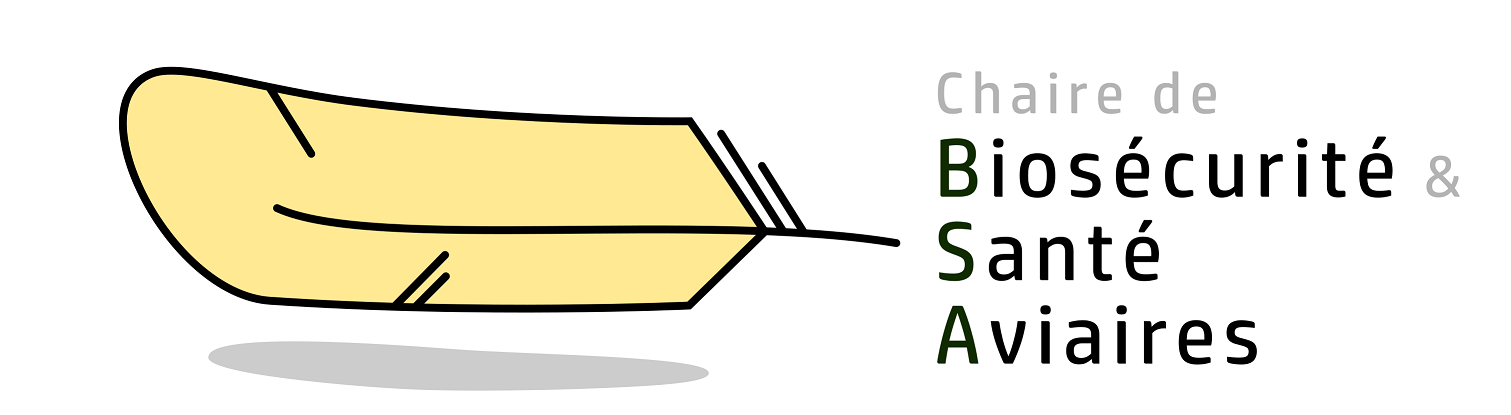 Chaire de
Biosécurité &
Santé
Aviaires